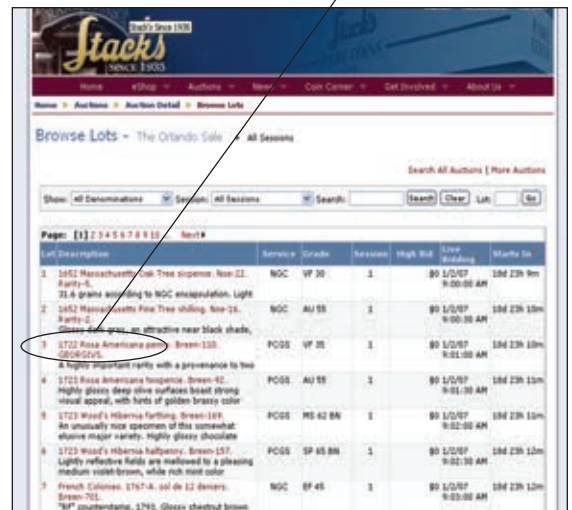 Stack's Since 1935
Stacks
SINCE 1935
Home eShop Auctions News Coin Corner Get Involved About Us
Home Auctions Auction Detail Browse Lots
Browse Lots - The Orlando Sale All Sessions
Search All Auctions | More Auctions
Show: All Denominations Session: All Sessions Search: Search Clear Lot: Go
Page: [1] 2 3 4 5 6 7 8 9 10 ... Next
Lot Description Service Grade Session High Bid Live Bidding Starts In
1 1652 Massachusetts Oak Tree sixpence. Noe-22. NGC VF 30 1 $0 1/2/07 18d 23h 9m
Rarity-5. 9:00:00 AM
31.6 grains according to NGC encapsulation. Light
2 1652 Massachusetts Pine Tree shilling. Noe-16. NGC AU 55 1 $0 1/2/07 18d 23h 10m
Rarity-2. 9:00:30 AM
Glossy dark gray, an attractive near black shade,
3 1722 Rosa Americana penny. Breen-110. PCGS VF 35 1 $0 1/2/07 18d 23h 10m
GEORGIVS. 9:01:00 AM
A highly important rarity with a provenance to two
4 1723 Rosa Americana twopence. Breen-92. PCGS AU 55 1 $0 1/2/07 18d 23h 11m
Highly glossy deep olive surfaces boast strong 9:01:30 AM
visual appeal, with hints of golden brassy color
5 1723 Wood's Hibernia farthing. Breen-169. PCGS MS 62 BN 1 $0 1/2/07 18d 23h 11m
An unusually nice specimen of this somewhat 9:02:00 AM
elusive major variety. Highly glossy chocolate
6 1723 Wood's Hibernia halfpenny. Breen-157. PCGS SP 65 BN 1 $0 1/2/07 18d 23h 12m
Lightly reflective fields are mellowed to a pleasing 9:02:30 AM
medium violet-brown, while rich mint color
7 French Colonies. 1767-A. sol de 12 deniers. NGC EF 45 1 $0 1/2/07 18d 23h 12m
Breen-701. 9:03:00 AM
"RF" counterstamp, 1793. Glossy chestnut brown